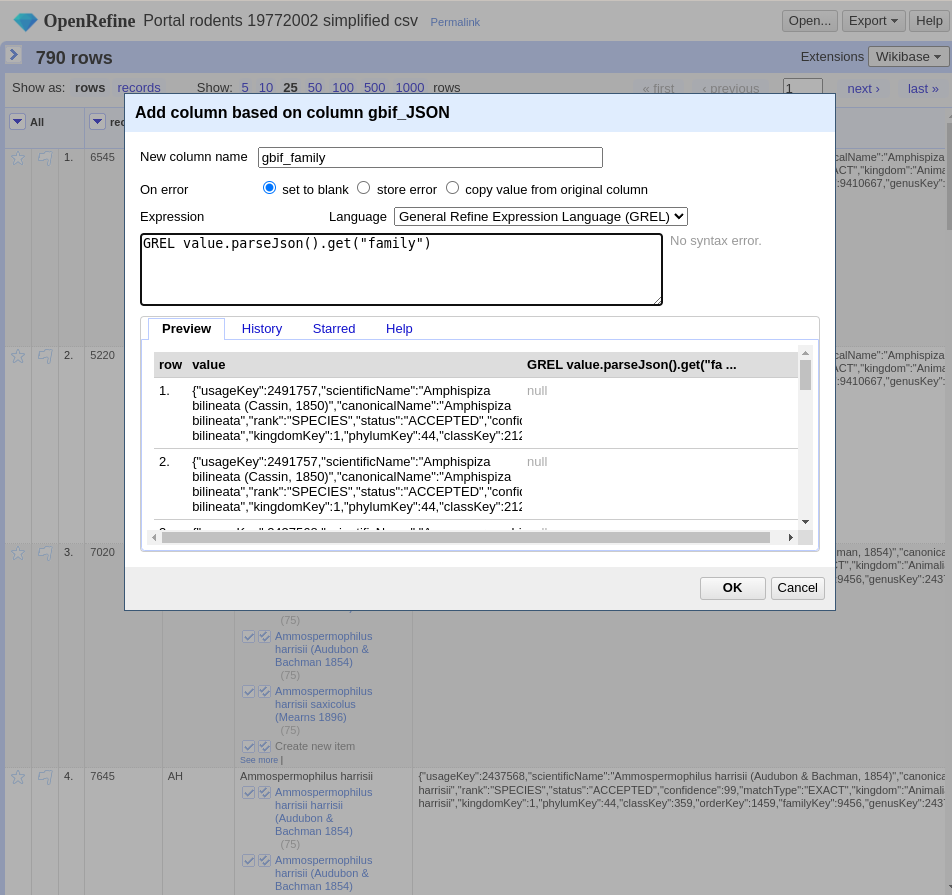 OpenRefine Portal rodents 19772002 simplified csv Permalink Open... Export Help
790 rows Extensions Wikibase
Show as: rows records Show: 5 10 25 50 100 500 1000 rows « first ‹ previous 1 next › last »
All
Add column based on column gbif_JSON
New column name gbif_family
On error set to blank store error copy value from original column
Expression Language General Refine Expression Language (GREL)
GREL value.parseJson().get("family")
No syntax error.
Preview History Starred Help
row value GREL value.parseJson().get("fa ...
1. {"usageKey":2491757,"scientificName":"Amphispiza null
bilineata (Cassin, 1850)","canonicalName":"Amphispiza
bilineata","rank":"SPECIES","status":"ACCEPTED","confid
bilineata","kingdomKey":1,"phylumKey":44,"classKey":212
2. {"usageKey":2491757,"scientificName":"Amphispiza null
bilineata (Cassin, 1850)","canonicalName":"Amphispiza
bilineata","rank":"SPECIES","status":"ACCEPTED","confid
bilineata","kingdomKey":1,"phylumKey":44,"classKey":212
OK Cancel
1. 6545
calName":"Amphispiza
ACT","kingdom":"Anima
:9410667,"genusKey":
2. 5220
calName":"Amphispiza
ACT","kingdom":"Anima
:9410667,"genusKey":
3. 7020
man, 1854)","canonica
CT","kingdom":"Animali
:9456,"genusKey":2437
(75)
Ammospermophilus
harrisii (Audubon &
Bachman 1854)
(75)
Ammospermophilus
harrisii saxicolus
(Mearns 1896)
(75)
Create new item
See more |
4. 7645 AH Ammospermophilus harrisii {"usageKey":2437568,"scientificName":"Ammospermophilus harrisii (Audubon & Bachman, 1854)","canonica
harrisii","rank":"SPECIES","status":"ACCEPTED","confidence":99,"matchType":"EXACT","kingdom":"Animali
harrisii","kingdomKey":1,"phylumKey":44,"classKey":359,"orderKey":1459,"familyKey":9456,"genusKey":2437
Ammospermophilus
harrisii harrisii
(Audubon &
Bachman 1854)
(75)
Ammospermophilus
harrisii (Audubon &
Bachman 1854)